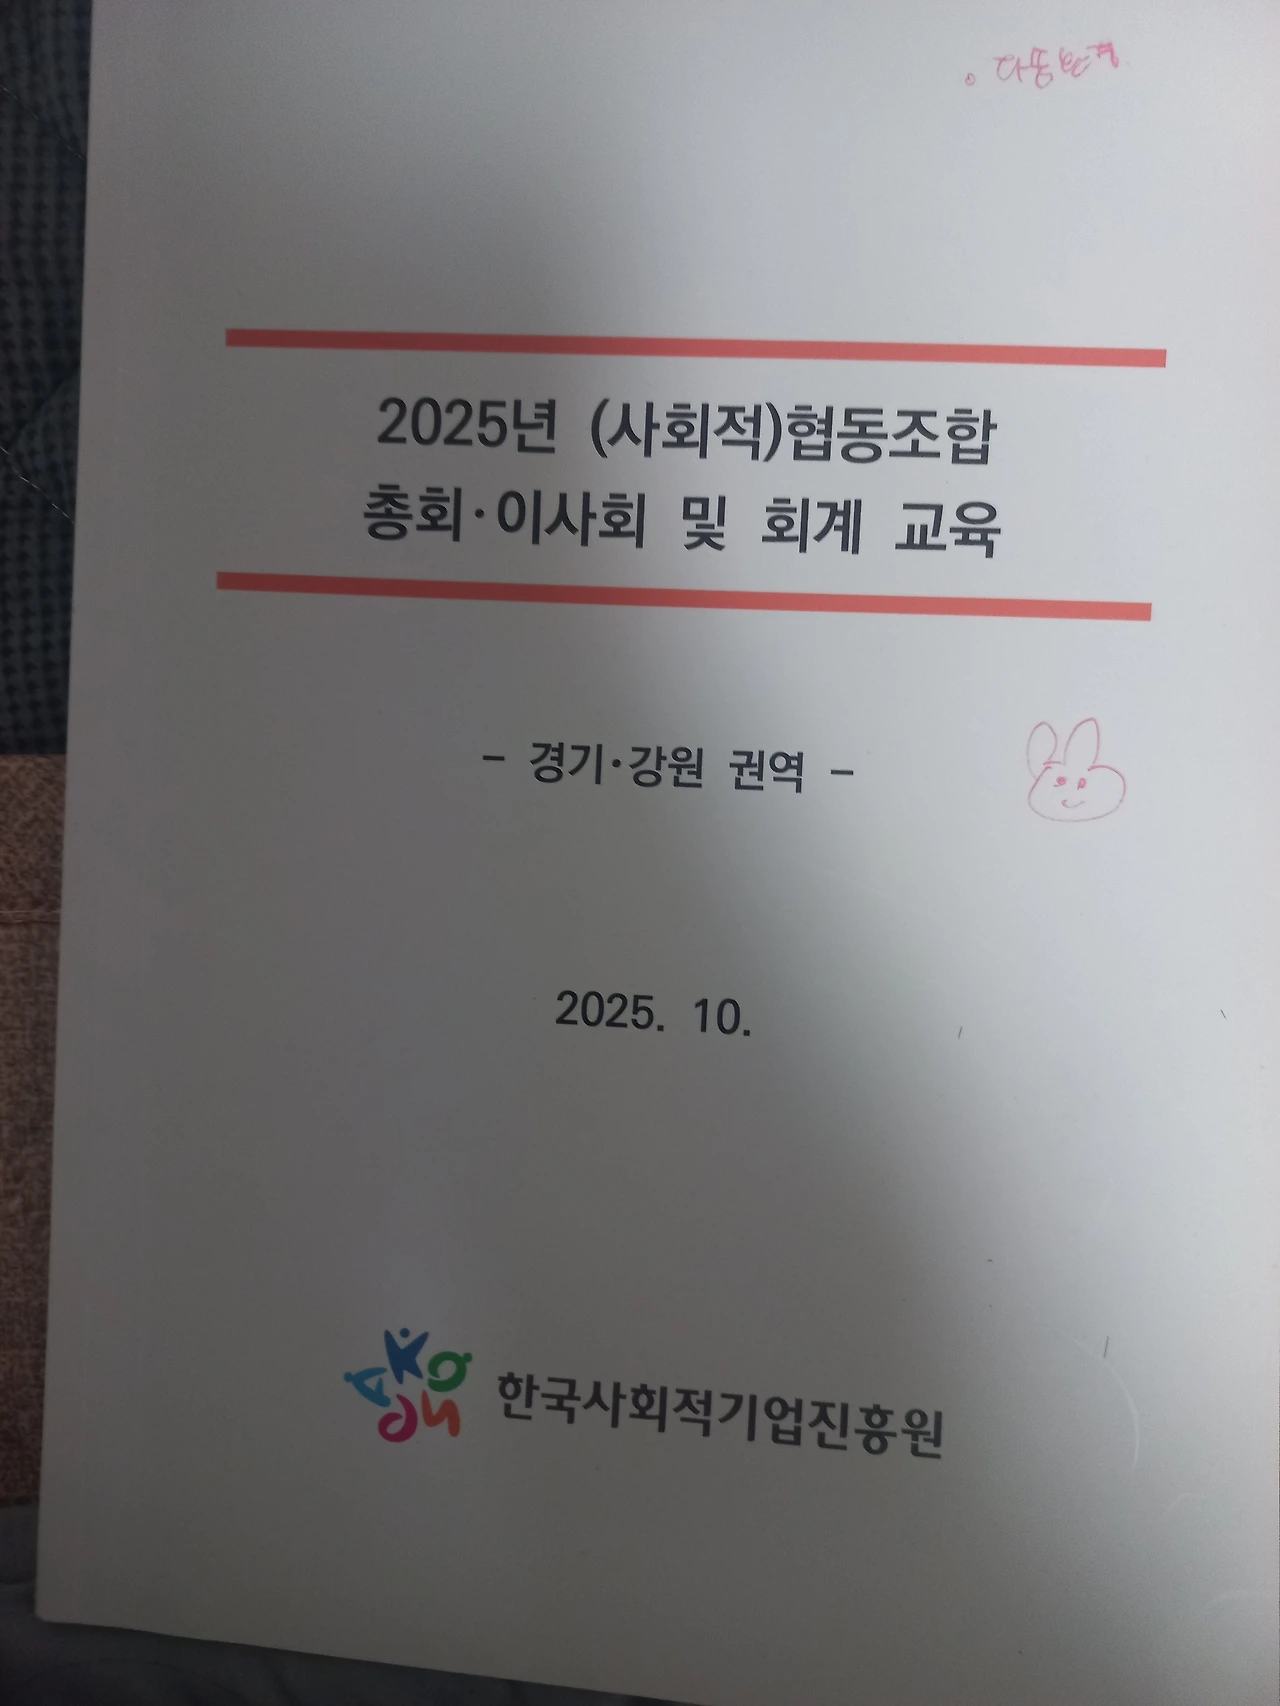 2025년 (사회적)협동조합
총회·이사회 및 회계 교육
- 경기·강원 권역 -
2025. 10.
한국사회적기업진흥원